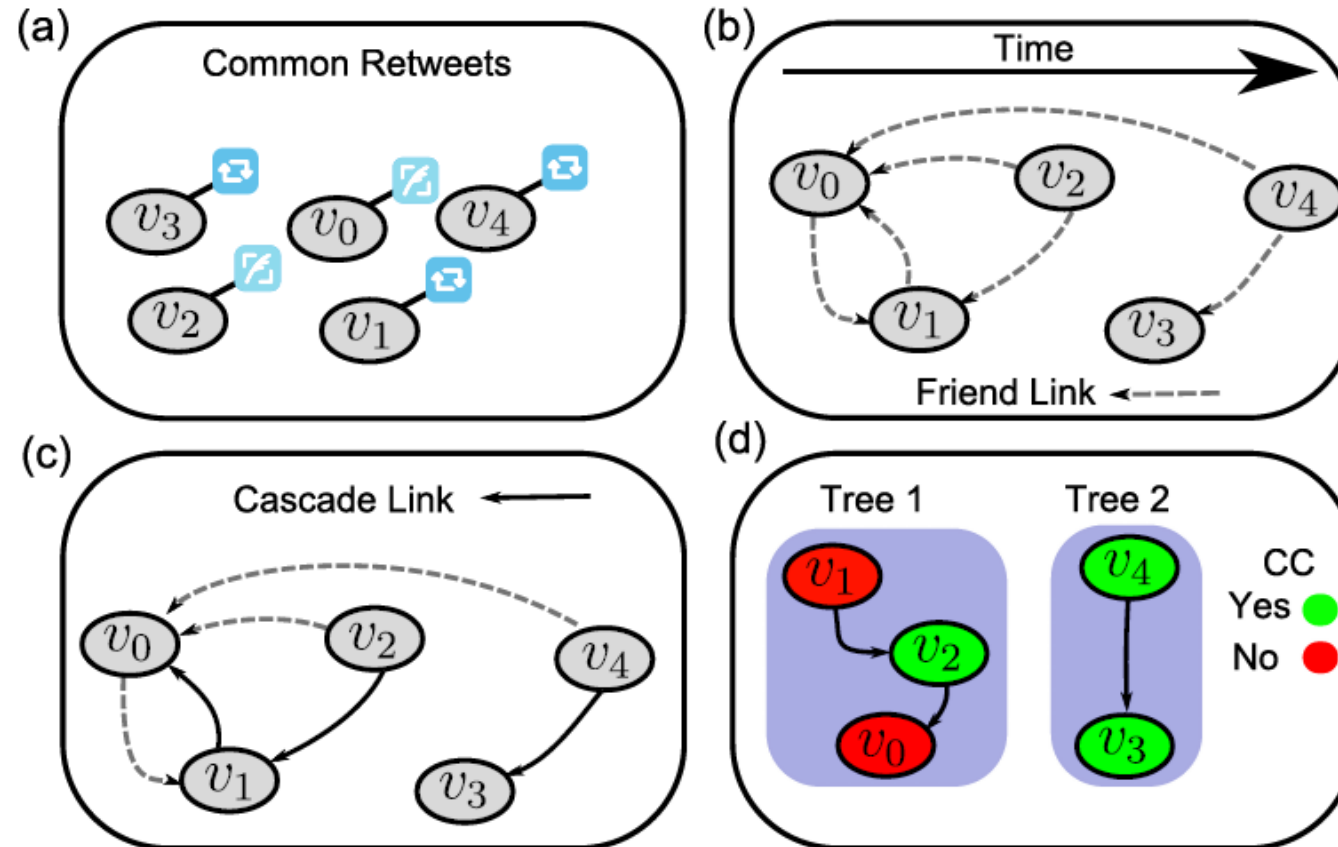 (a)
Common Retweets
v3
v0
v4
v2
v1
(b)
Time
v0
v2
v4
v1
v3
Friend Link
(c)
Cascade Link
v0
v2
v4
v1
v3
(d)
Tree 1
Tree 2
v1
v4
CC
Yes
v2
No
v0
v3